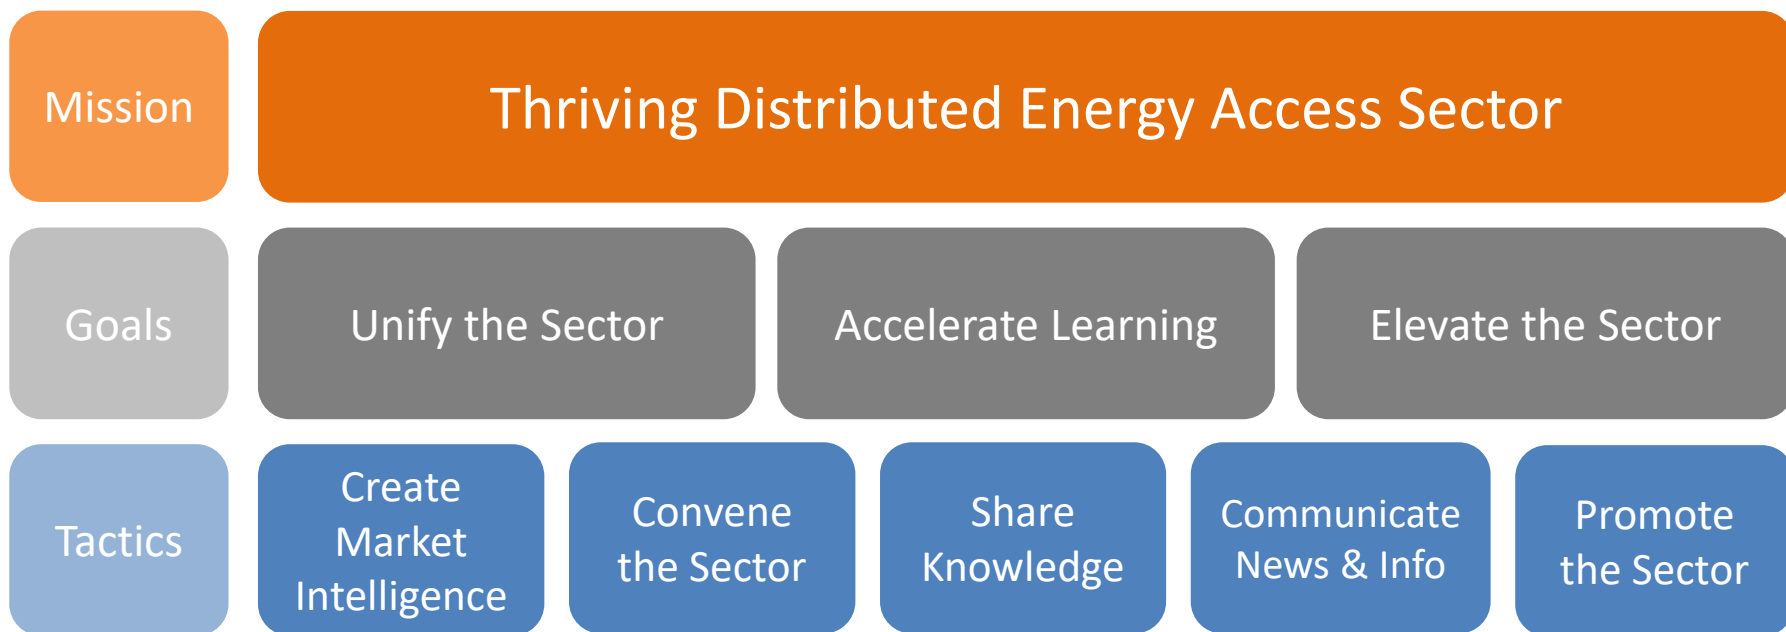 Mission
Thriving Distributed Energy Access Sector
Goals
Unify the Sector
Accelerate Learning
Elevate the Sector
Tactics
Create
Market
Intelligence
Convene
the Sector
Share
Knowledge
Communicate
News & Info
Promote
the Sector